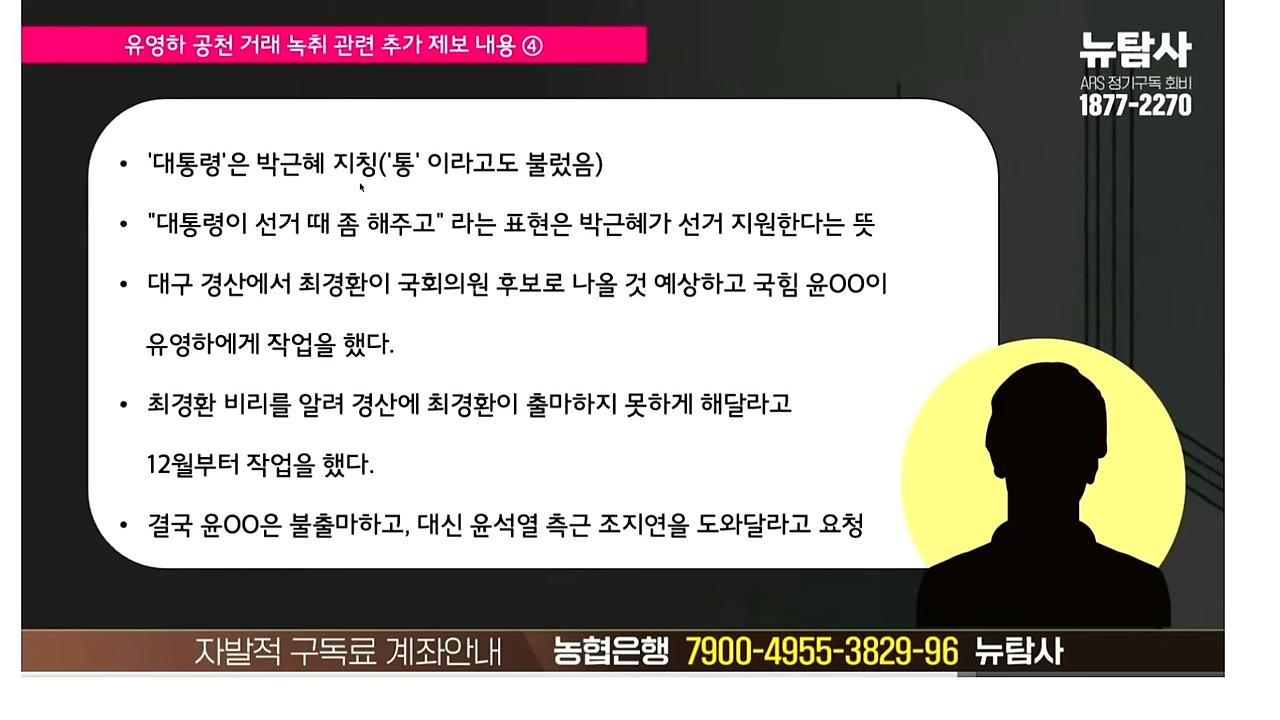 유영하 공천 거래 녹취 관련 추가 제보 내용 ④
뉴탐사
ARS 정기구독 회비
1877-2270
• '대통령'은 박근혜 지칭('통' 이라고도 불렀음)
• "대통령이 선거 때 좀 해주고" 라는 표현은 박근혜가 선거 지원한다는 뜻
• 대구 경산에서 최경환이 국회의원 후보로 나올 것 예상하고 국힘 윤OO이
유영하에게 작업을 했다.
• 최경환 비리를 알려 경산에 최경환이 출마하지 못하게 해달라고
12월부터 작업을 했다.
• 결국 윤OO은 불출마하고, 대신 윤석열 측근 조지연을 도와달라고 요청
자발적 구독료 계좌안내 농협은행 7900-4955-3829-96 뉴탐사